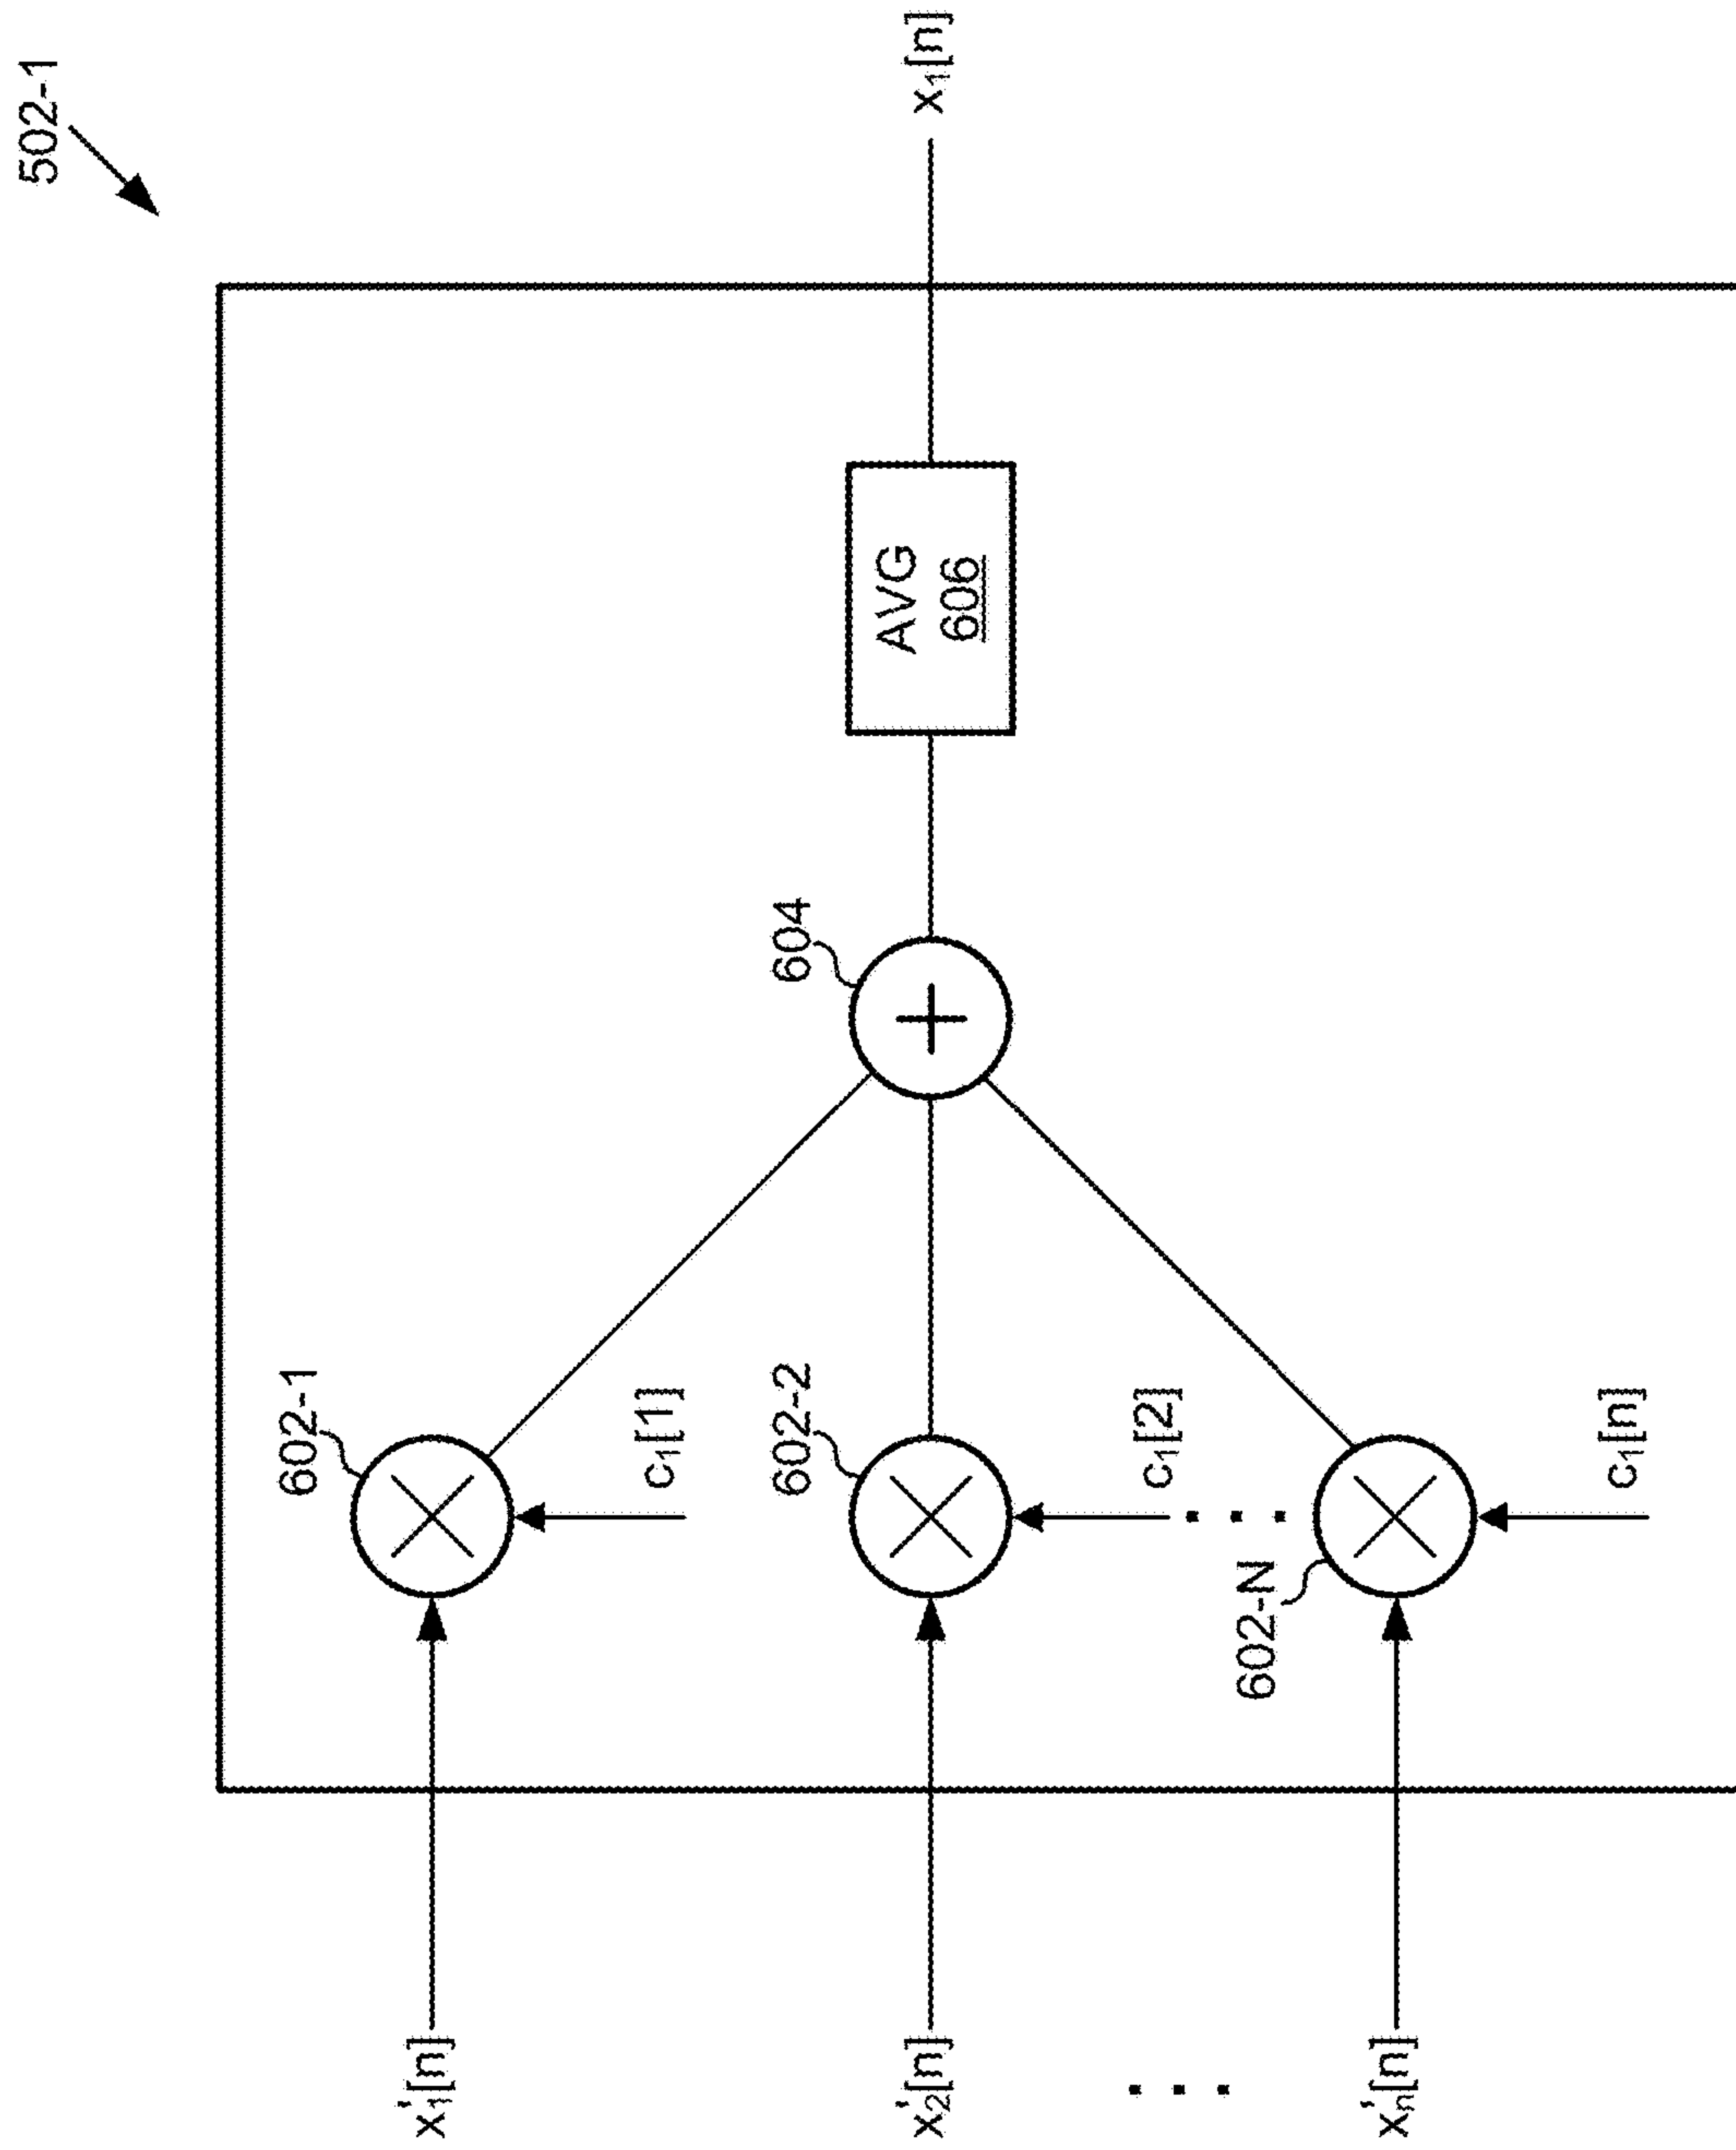 502-1
602-1
x'₁[n]
c₁[1]
604
602-2
x'₂[n]
AVG
606
x₁[n]
c₁[2]
602-N
x'ₙ[n]
c₁[n]